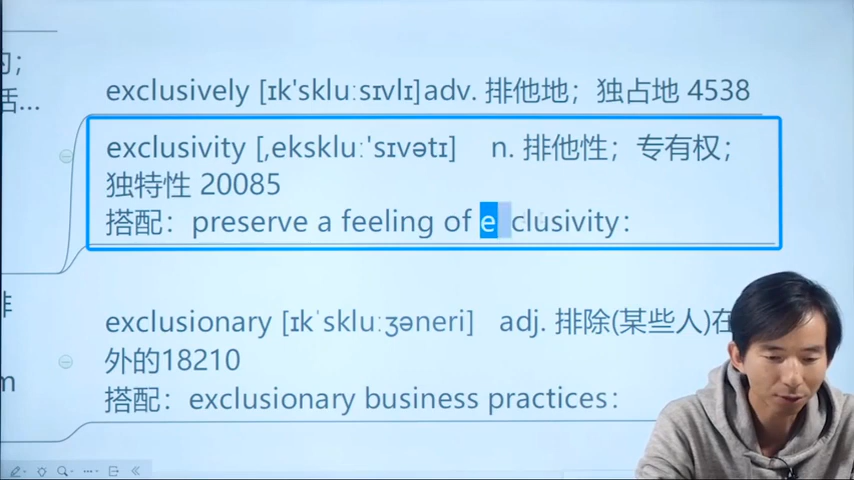 exclusively [ɪk'skluːsɪvlɪ]adv. 排他地；独占地 4538
exclusivity [ˌekskluː'sɪvətɪ] n. 排他性；专有权；
独特性 20085
搭配：preserve a feeling of e clusivity：
exclusionary [ɪkˈskluːʒəneri] adj. 排除(某些人)在
外的18210
搭配：exclusionary business practices：